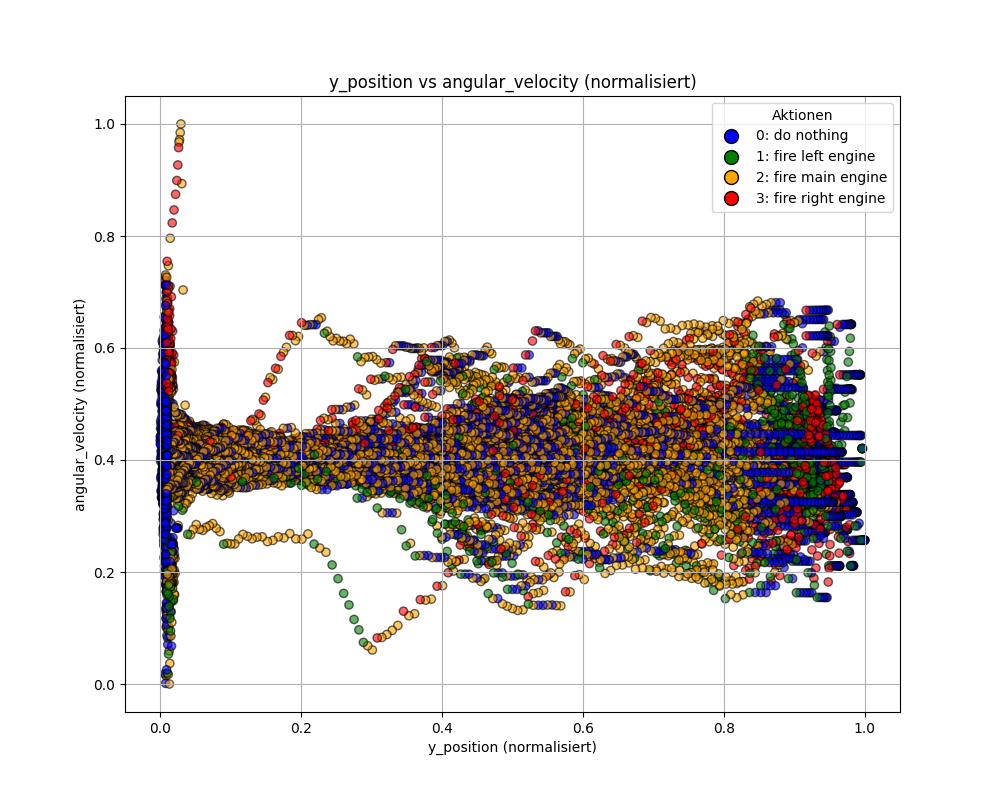 y_position vs angular_velocity (normalisiert)
Aktionen
0: do nothing
1: fire left engine
2: fire main engine
3: fire right engine
angular_velocity (normalisiert)
1.0
0.8
0.6
0.4
0.2
0.0
0.0 0.2 0.4 0.6 0.8 1.0
y_position (normalisiert)